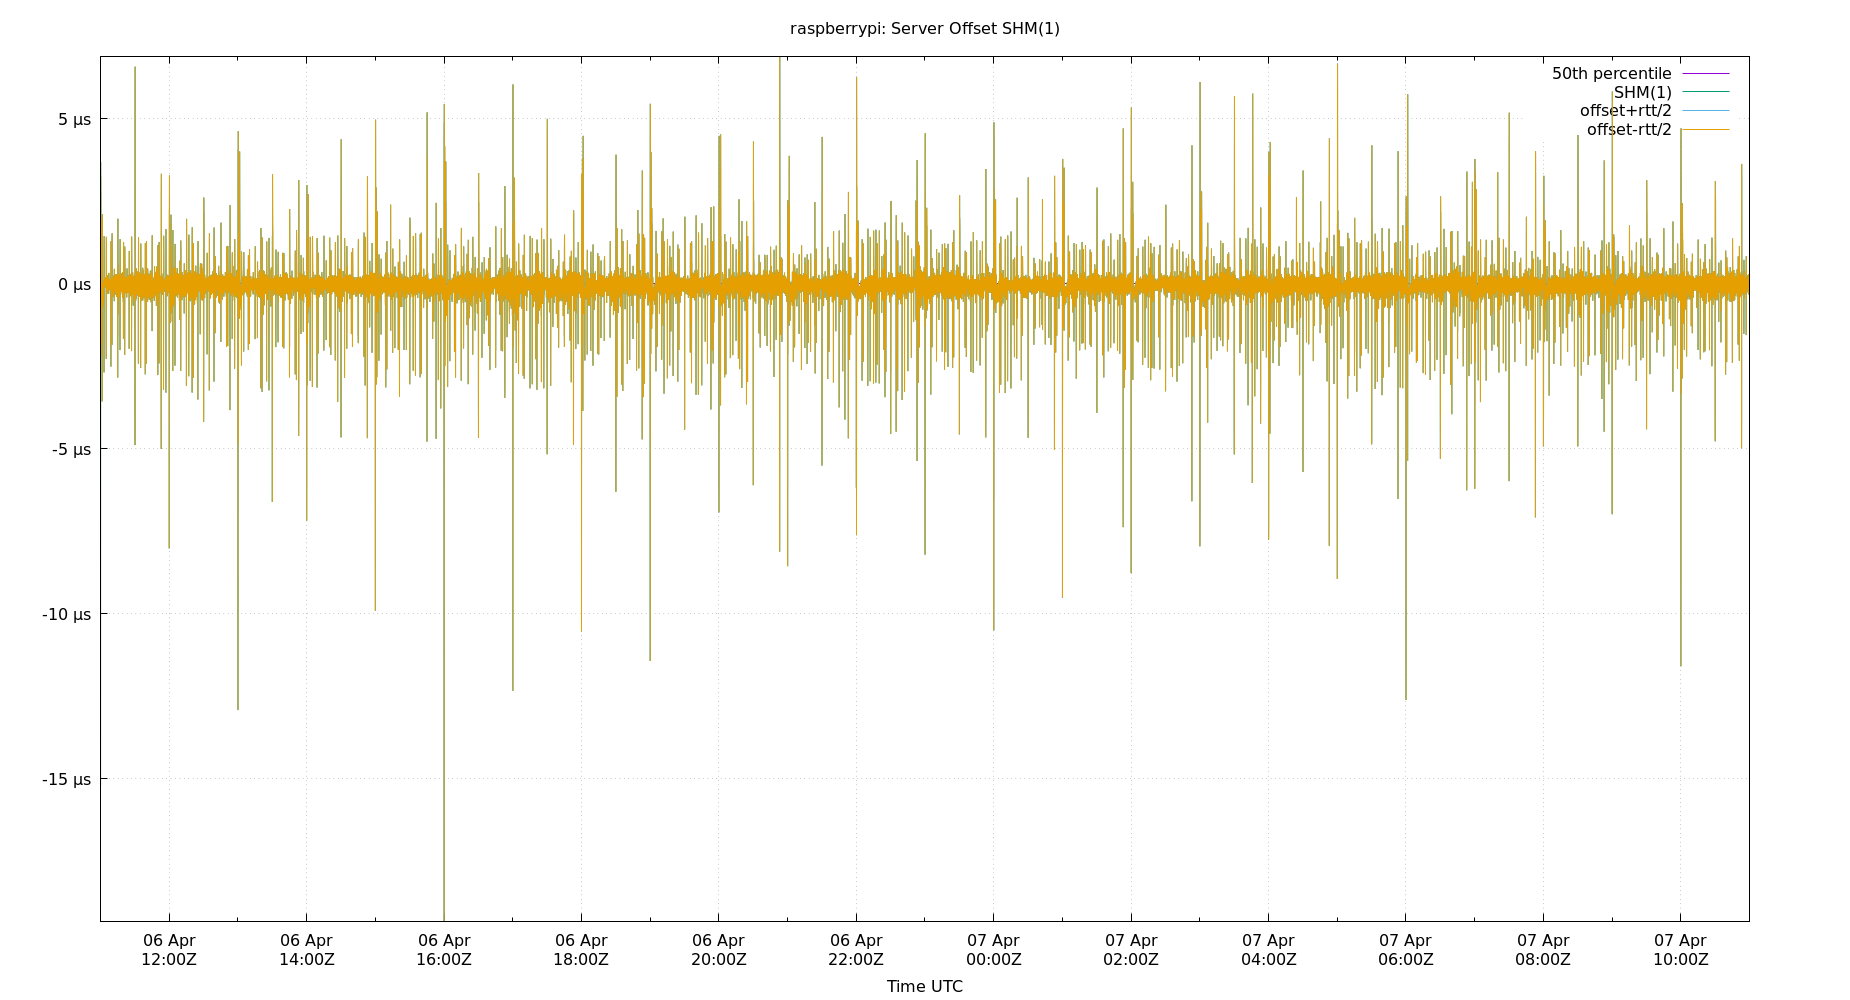 raspberrypi: Server Offset SHM(1)
50th percentile
SHM(1)
offset+rtt/2
offset-rtt/2
5 µs
0 µs
-5 µs
-10 µs
-15 µs
06 Apr 06 Apr 06 Apr 06 Apr 06 Apr 06 Apr 07 Apr 07 Apr 07 Apr 07 Apr 07 Apr 07 Apr
12:00Z 14:00Z 16:00Z 18:00Z 20:00Z 22:00Z 00:00Z 02:00Z 04:00Z 06:00Z 08:00Z 10:00Z
Time UTC